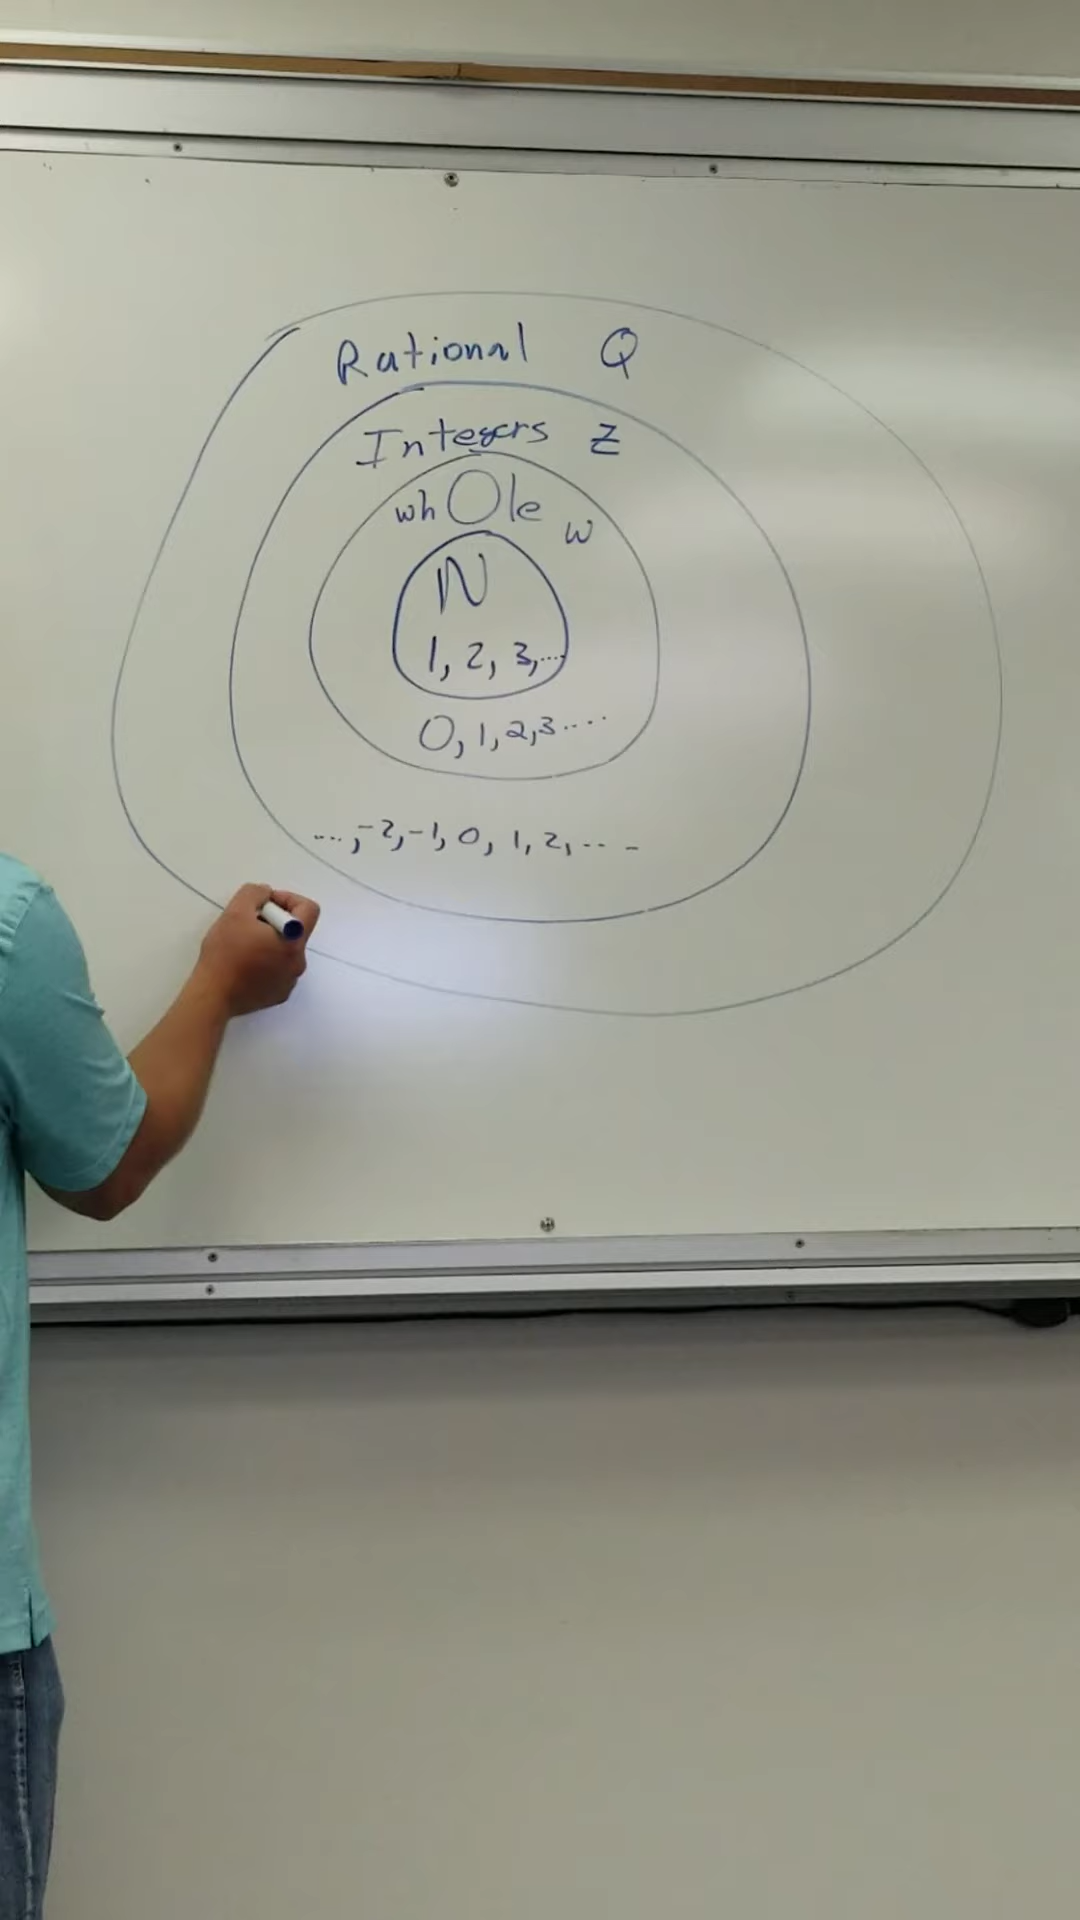 Rational Q
Integers Z
whOle W
N
1, 2, 3, ....
0, 1, 2, 3 ....
...., -2, -1, 0, 1, 2, ....